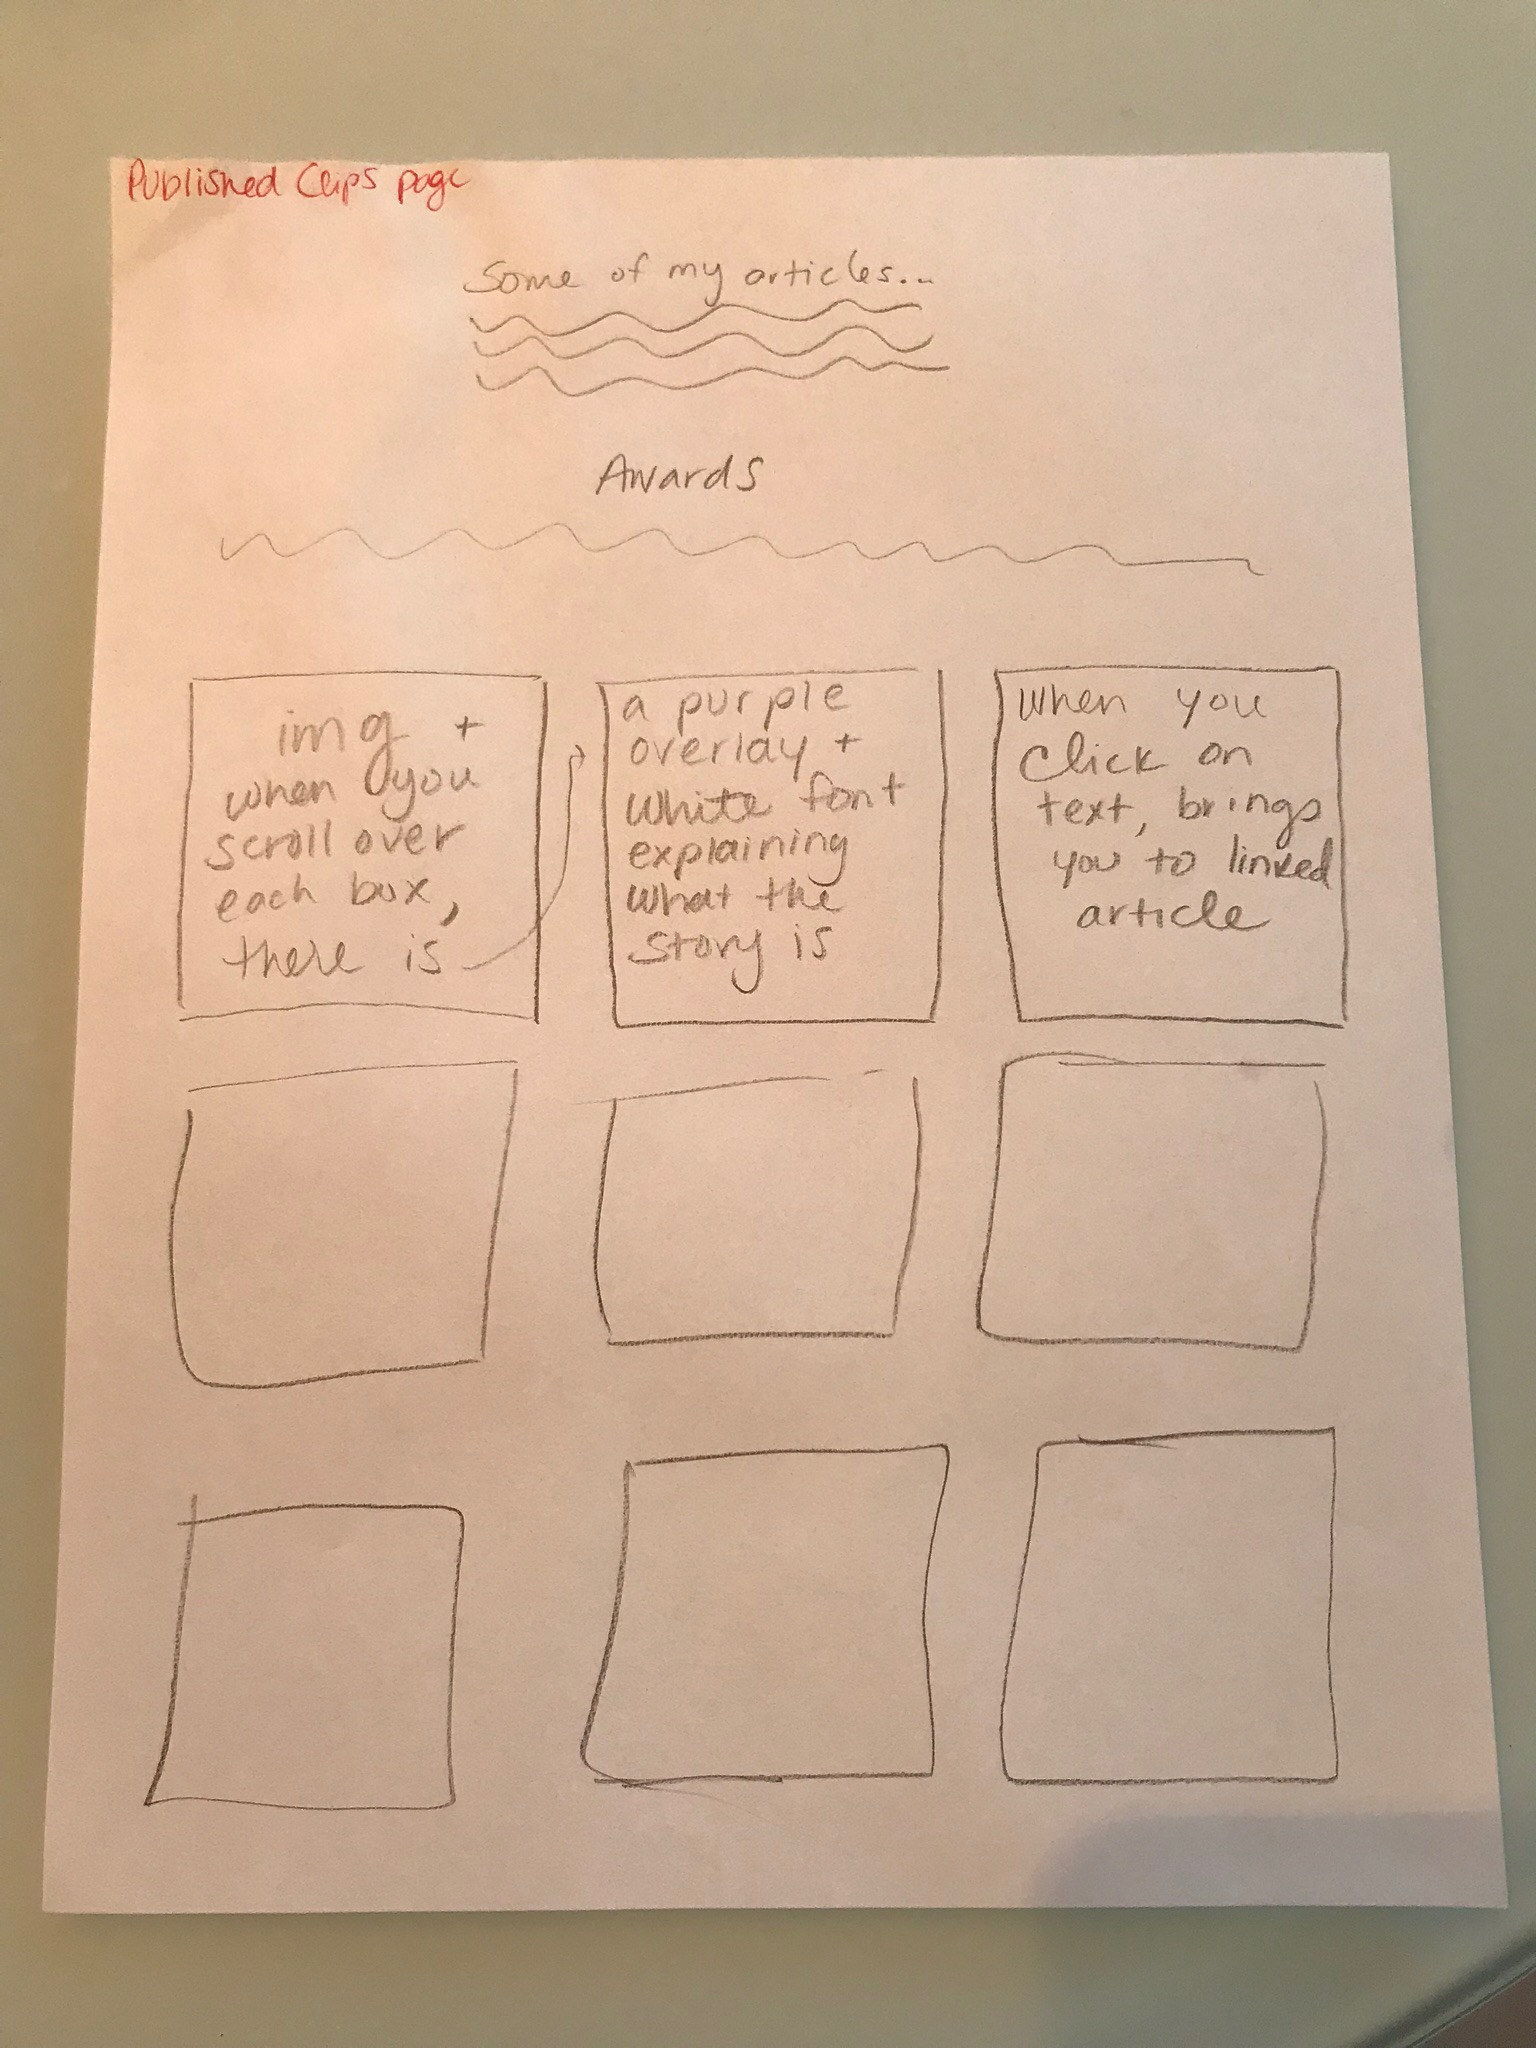 Published Clips page
Some of my articles...
Awards
img +
when you
scroll over
each box,
there is
a purple
overlay +
white font
explaining
what the
story is
when you
click on
text, brings
you to linked
article